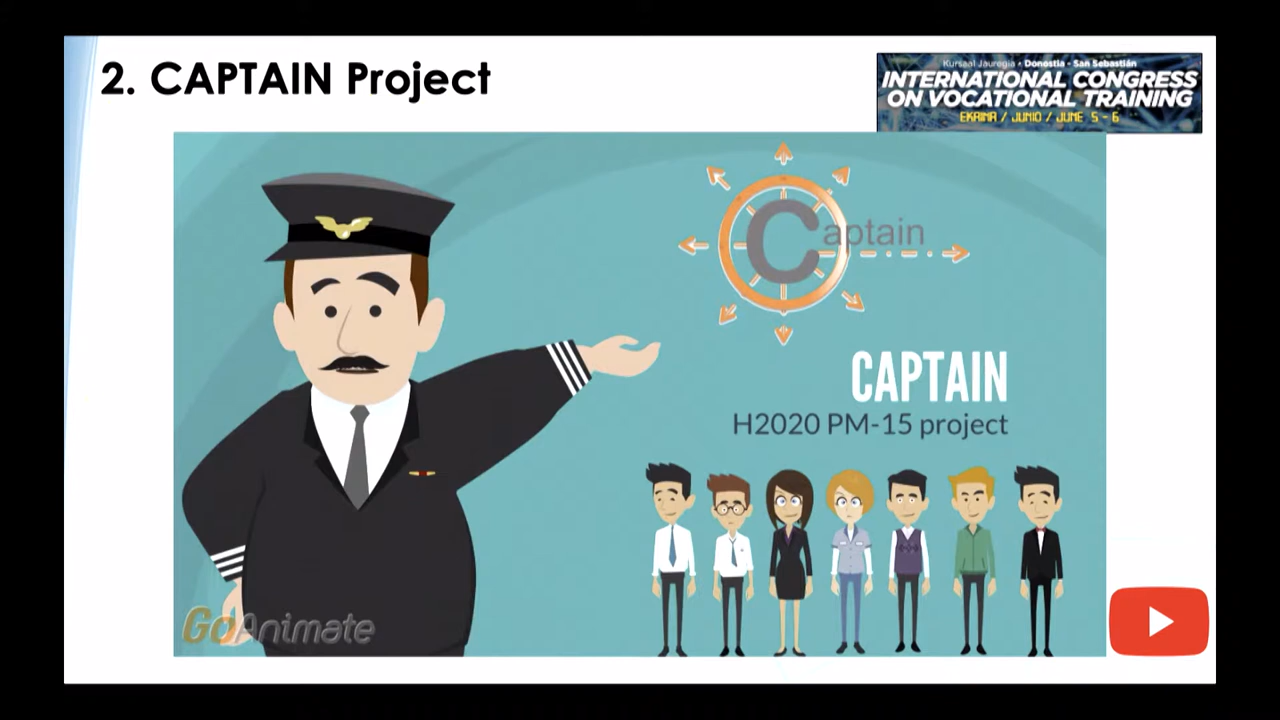 2. CAPTAIN Project
Kursaal Jauregia • Donostia - San Sebastián
INTERNATIONAL CONGRESS
ON VOCATIONAL TRAINING
EKAINA / JUNIO / JUNE 5 - 6
Captain
CAPTAIN
H2020 PM-15 project
GoAnimate